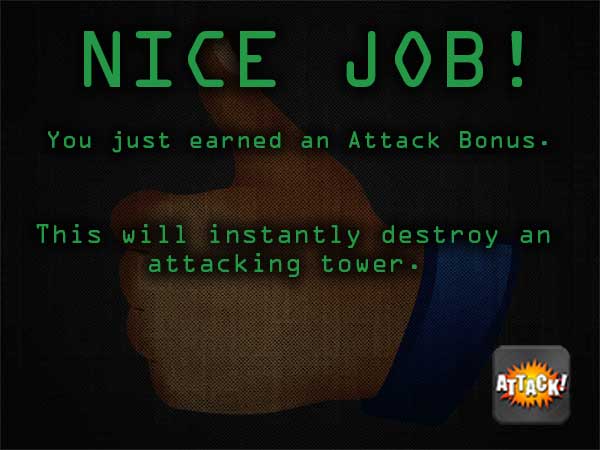 NICE JOB!
You just earned an Attack Bonus.
This will instantly destroy an
attacking tower.
ATTACK!